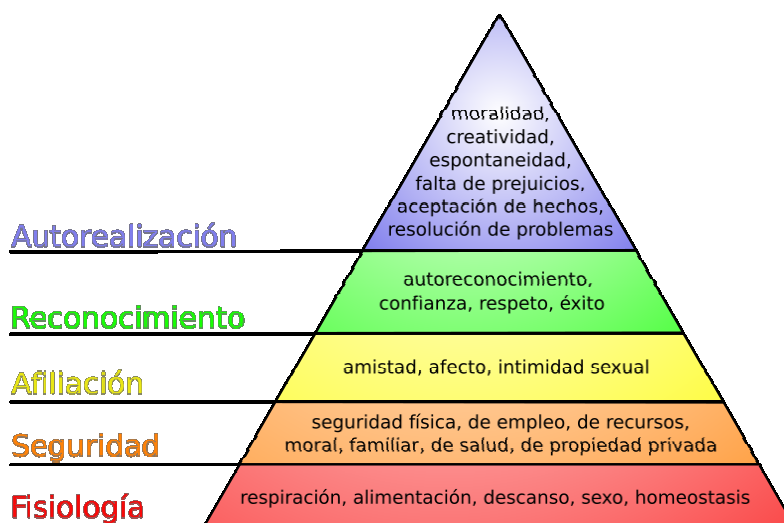 moralidad,
creatividad,
espontaneidad,
falta de prejuicios,
aceptación de hechos,
resolución de problemas
Autorealización
autoreconocimiento,
confianza, respeto, éxito
Reconocimiento
amistad, afecto, intimidad sexual
Afiliación
seguridad física, de empleo, de recursos,
moral, familiar, de salud, de propiedad privada
Seguridad
respiración, alimentación, descanso, sexo, homeostasis
Fisiología